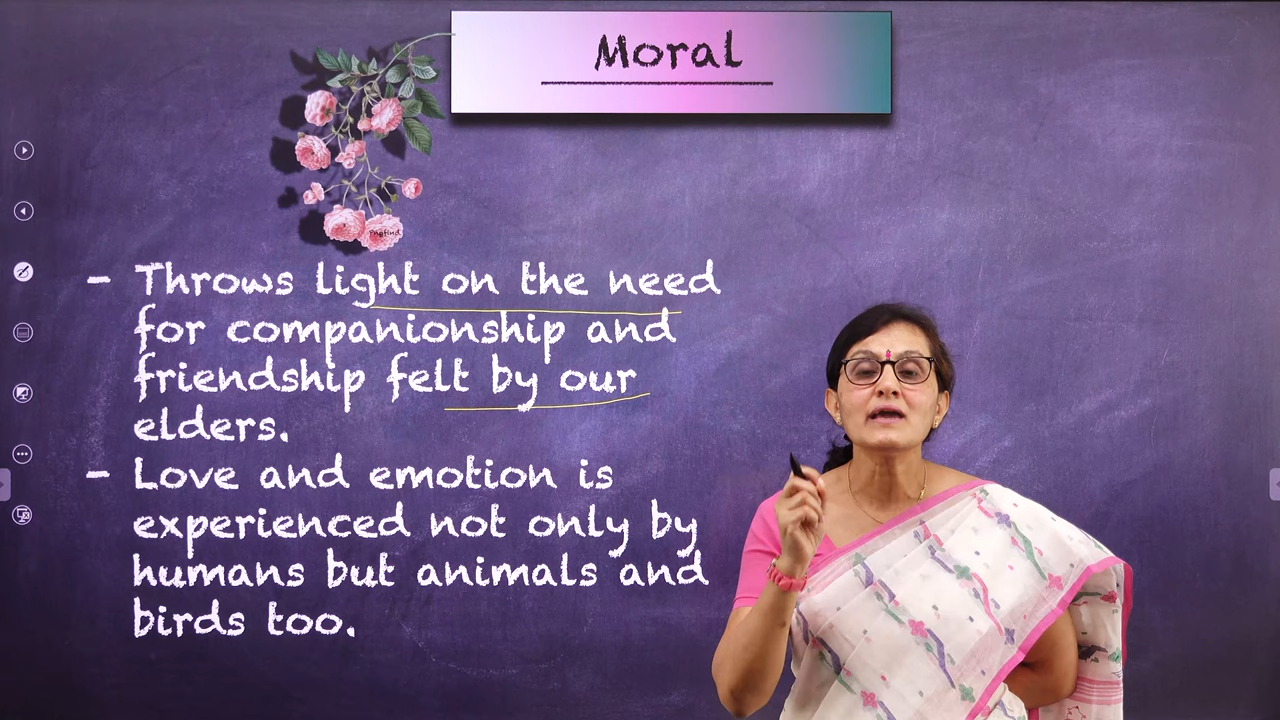 Moral
Pngfind
- Throws light on the need
for companionship and
friendship felt by our
elders.
- Love and emotion is
experienced not only by
humans but animals and
birds too.